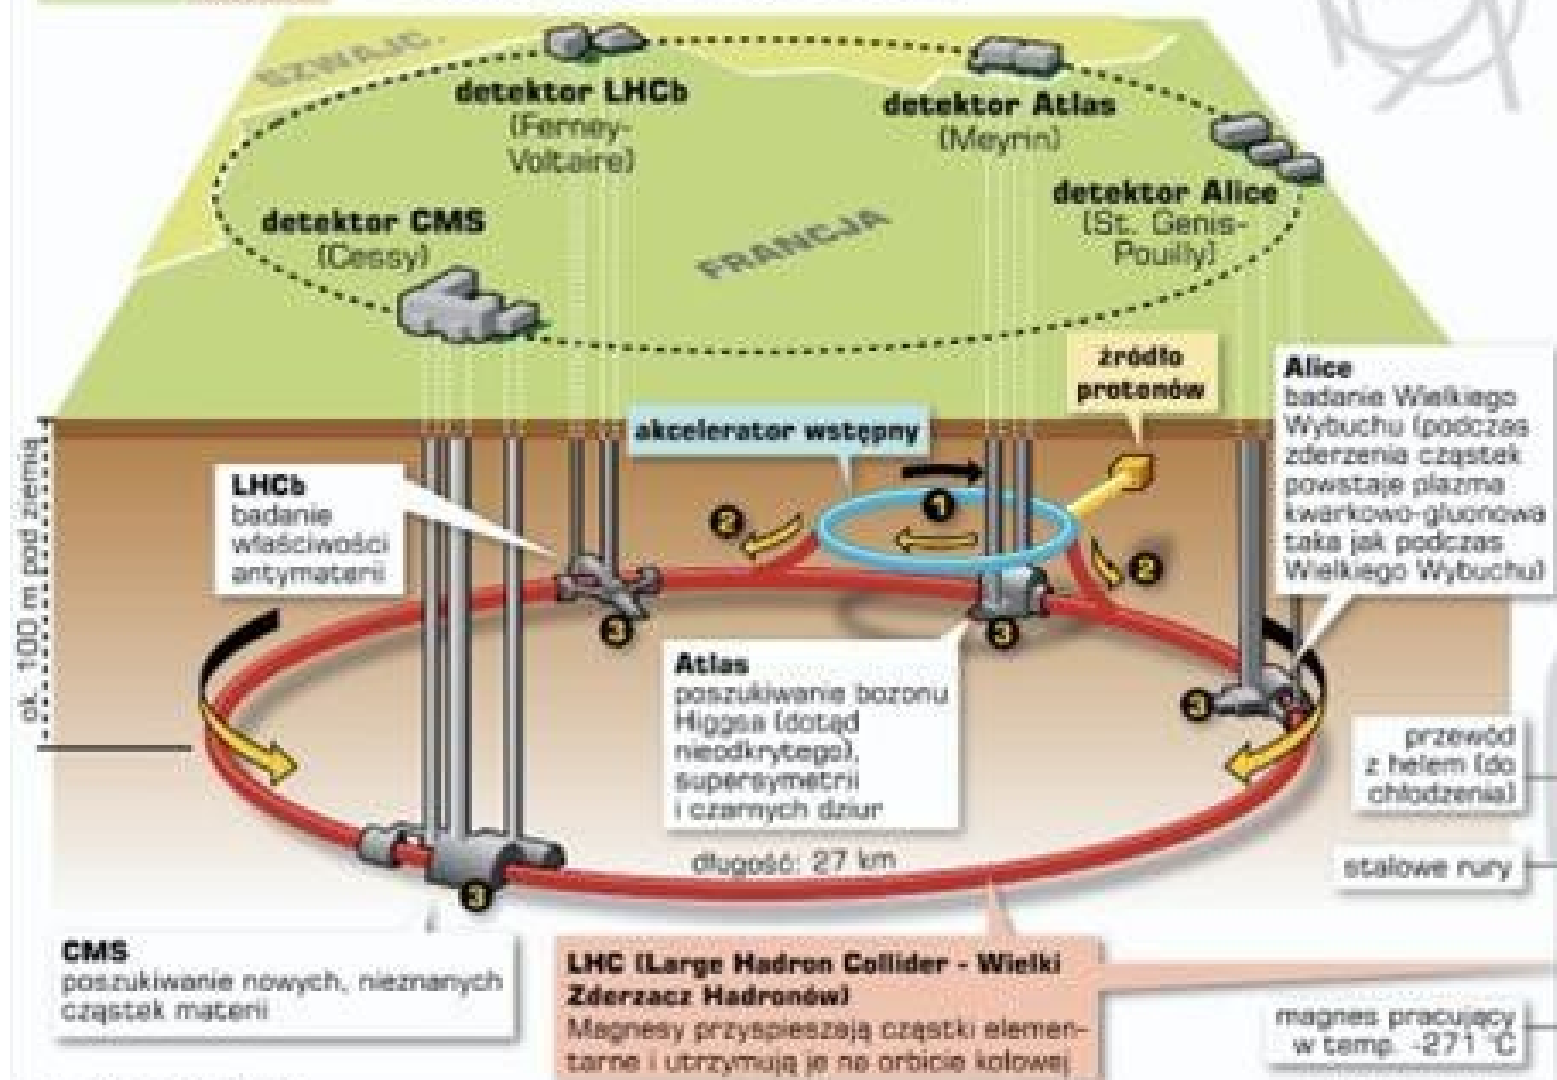 SZWAJC.
detektor LHCb
(Ferney-
Voltaire)
detektor Atlas
(Meyrin)
detektor Alice
(St. Genis-
Pouilly)
detektor CMS
(Cessy)
FRANCJA
źródło
protonów
akcelerator wstępny
Alice
badanie Wielkiego
Wybuchu (podczas
zderzenia cząstek
powstaje plazma
kwarkowo-gluonowa
taka jak podczas
Wielkiego Wybuchu)
ok. 100 m pod ziemią
LHCb
badanie
właściwości
antymaterii
1
2
2
3
3
3
Atlas
poszukiwanie bozonu
Higgsa (dotąd
nieodkrytego),
supersymetrii
i czarnych dziur
przewód
z helem (do
chłodzenia)
długość: 27 km
stalowe rury
3
CMS
poszukiwanie nowych, nieznanych
cząstek materii
LHC (Large Hadron Collider - Wielki
Zderzacz Hadronów)
Magnesy przyspieszają cząstki elemen-
tarne i utrzymują je na orbicie kołowej
magnes pracujący
w temp. -271 °C